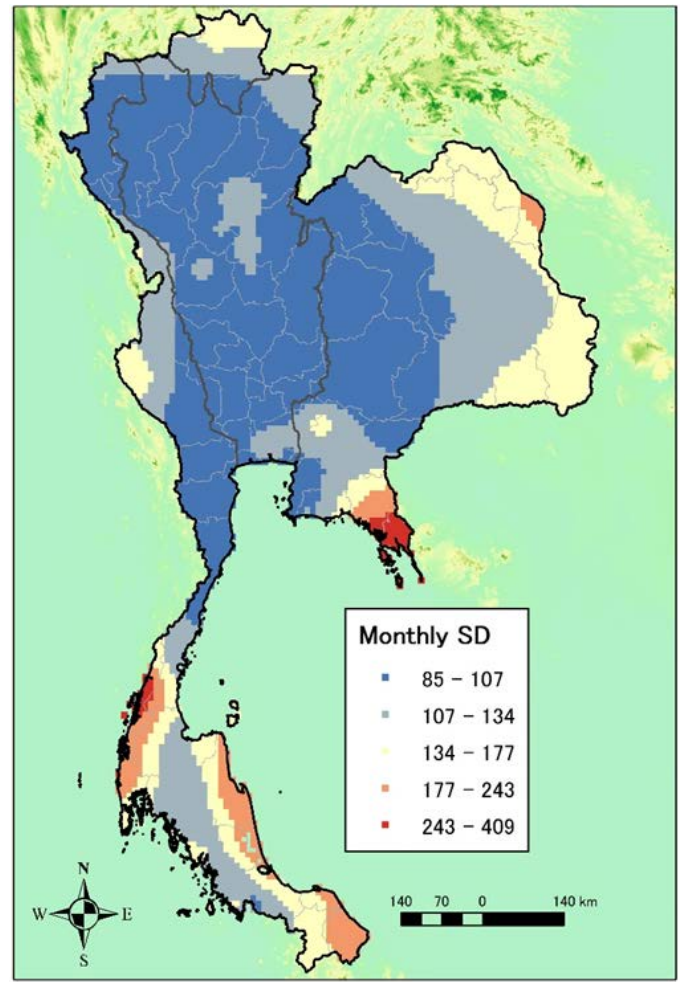 Monthly SD
85 – 107
107 – 134
134 – 177
177 – 243
243 – 409
N
W E
S
140 70 0 140 km